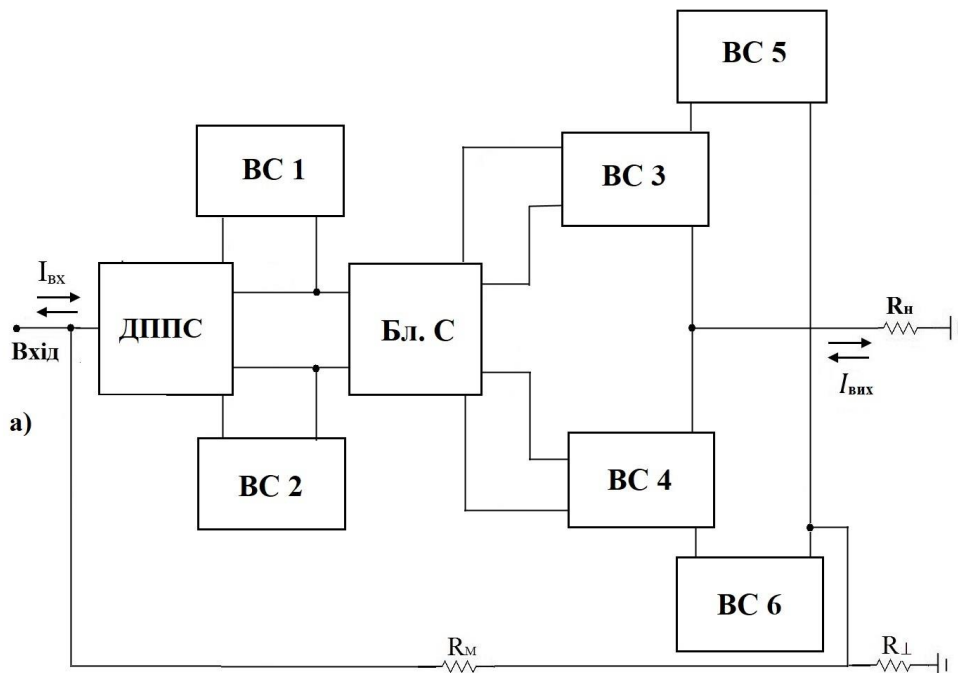 ВС 5
ВС 1
ВС 3
Iвх
ДППС
Бл. С
Rн
Вхід
Iвих
а)
ВС 4
ВС 2
ВС 6
Rм
R⊥